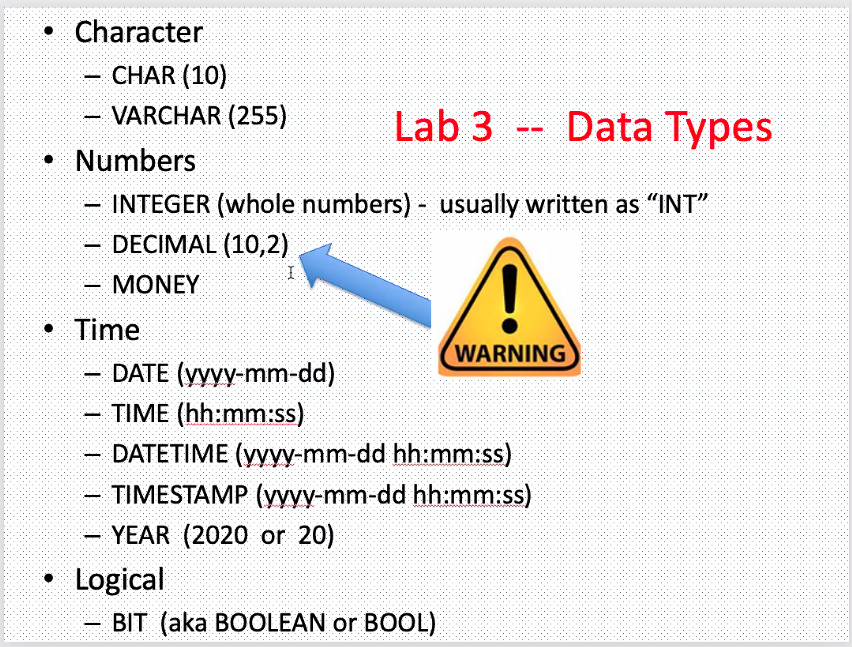 • Character
– CHAR (10)
– VARCHAR (255)
Lab 3 -- Data Types
• Numbers
– INTEGER (whole numbers) - usually written as “INT”
– DECIMAL (10,2)
– MONEY
WARNING
• Time
– DATE (yyyy-mm-dd)
– TIME (hh:mm:ss)
– DATETIME (yyyy-mm-dd hh:mm:ss)
– TIMESTAMP (yyyy-mm-dd hh:mm:ss)
– YEAR (2020 or 20)
• Logical
– BIT (aka BOOLEAN or BOOL)